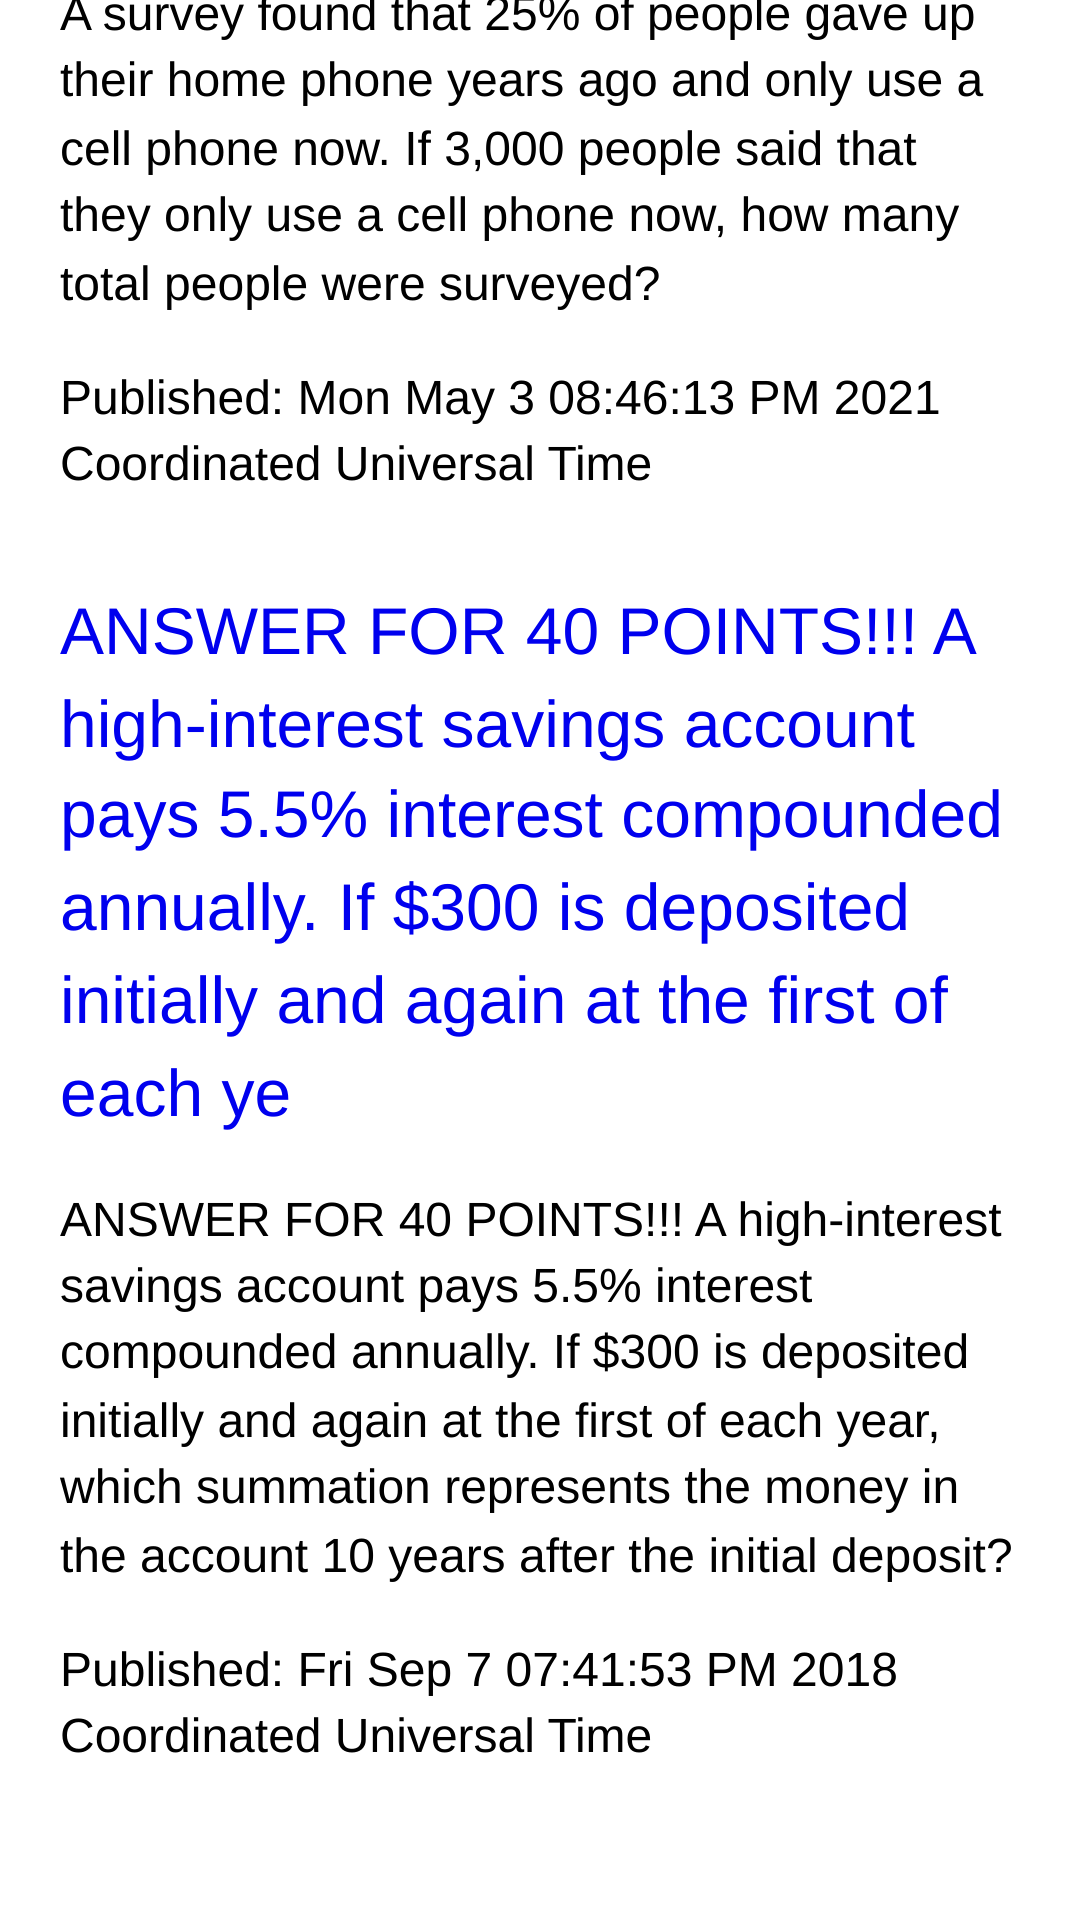 A survey found that 25% of people gave up
their home phone years ago and only use a
cell phone now. If 3,000 people said that
they only use a cell phone now, how many
total people were surveyed?
Published: Mon May 3 08:46:13 PM 2021
Coordinated Universal Time
ANSWER FOR 40 POINTS!!! A
high-interest savings account
pays 5.5% interest compounded
annually. If $300 is deposited
initially and again at the first of
each ye
ANSWER FOR 40 POINTS!!! A high-interest
savings account pays 5.5% interest
compounded annually. If $300 is deposited
initially and again at the first of each year,
which summation represents the money in
the account 10 years after the initial deposit?
Published: Fri Sep 7 07:41:53 PM 2018
Coordinated Universal Time